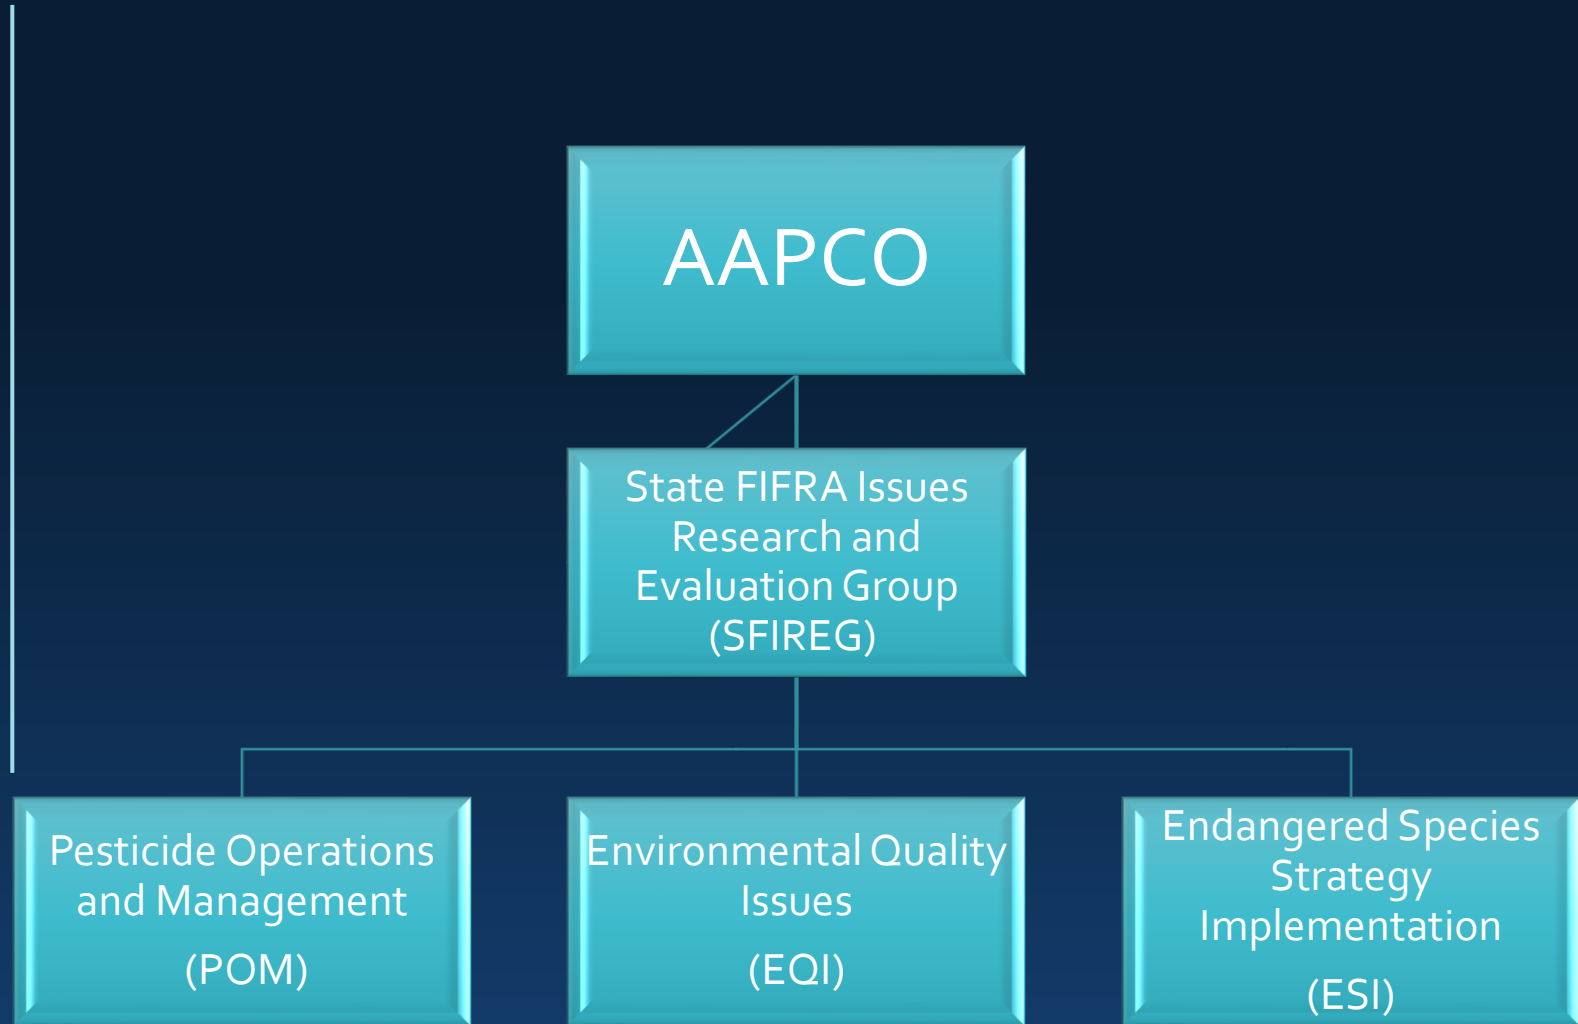 AAPCO
State FIFRA Issues
Research and
Evaluation Group
(SFIREG)
Pesticide Operations
and Management
(POM)
Environmental Quality
Issues
(EQI)
Endangered Species
Strategy
Implementation
(ESI)